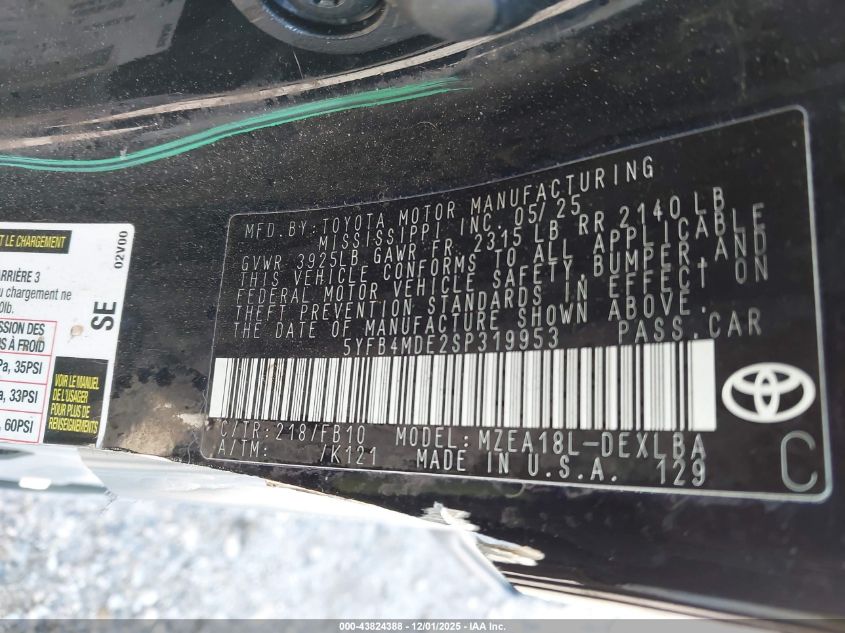 MFD. BY: TOYOTA MOTOR MANUFACTURING
MISSISSIPPI INC. 05/25
GVWR 3925LB GAWR FR 2315 LB RR 2140 LB
THIS VEHICLE CONFORMS TO ALL APPLICABLE
FEDERAL MOTOR VEHICLE SAFETY, BUMPER, AND
THEFT PREVENTION STANDARDS IN EFFECT ON
THE DATE OF MANUFACTURE SHOWN ABOVE.
5YFB4MDE2SP319953 PASS. CAR
C/TR: 218/FB10 MODEL: MZEA18L-DEXLBA
A/TM: /K121 MADE IN U.S.A. 129
C
ET LE CHARGEMENT
02V00
ARRIÈRE 3
u chargement ne
0lb.
SE
SSION DES
S À FROID
Pa, 35PSI
a, 33PSI
, 60PSI
VOIR LE MANUEL
DE L'USAGER
POUR PLUS DE
RENSEIGNEMENTS
000-43824388 - 12/01/2025 - IAA Inc.